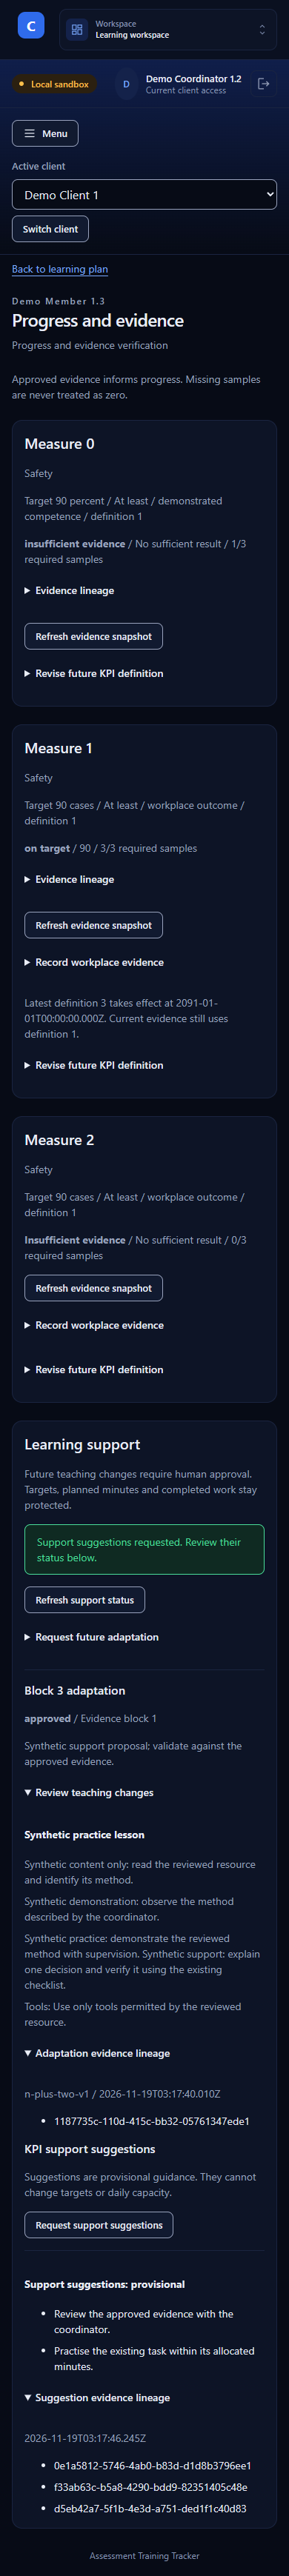 C
Workspace
Learning workspace
Local sandbox
D
Demo Coordinator 1.2
Current client access
Menu
Active client
Demo Client 1
Switch client
Back to learning plan
Demo Member 1.3
Progress and evidence
Progress and evidence verification
Approved evidence informs progress. Missing samples
are never treated as zero.
Measure 0
Safety
Target 90 percent / At least / demonstrated
competence / definition 1
insufficient evidence / No sufficient result / 1/3
required samples
Evidence lineage
Refresh evidence snapshot
Revise future KPI definition
Measure 1
Safety
Target 90 cases / At least / workplace outcome /
definition 1
on target / 90 / 3/3 required samples
Evidence lineage
Refresh evidence snapshot
Record workplace evidence
Latest definition 3 takes effect at 2091-01-
01T00:00:00.000Z. Current evidence still uses
definition 1.
Revise future KPI definition
Measure 2
Safety
Target 90 cases / At least / workplace outcome /
definition 1
Insufficient evidence / No sufficient result / 0/3
required samples
Refresh evidence snapshot
Record workplace evidence
Revise future KPI definition
Learning support
Future teaching changes require human approval.
Targets, planned minutes and completed work stay
protected.
Support suggestions requested. Review their
status below.
Refresh support status
Request future adaptation
Block 3 adaptation
approved / Evidence block 1
Synthetic support proposal; validate against the
approved evidence.
Review teaching changes
Synthetic practice lesson
Synthetic content only: read the reviewed resource
and identify its method.
Synthetic demonstration: observe the method
described by the coordinator.
Synthetic practice: demonstrate the reviewed
method with supervision. Synthetic support: explain
one decision and verify it using the existing
checklist.
Tools: Use only tools permitted by the reviewed
resource.
Adaptation evidence lineage
n-plus-two-v1 / 2026-11-19T03:17:40.010Z
1187735c-110d-415c-bb32-05761347ede1
KPI support suggestions
Suggestions are provisional guidance. They cannot
change targets or daily capacity.
Request support suggestions
Support suggestions: provisional
Review the approved evidence with the
coordinator.
Practise the existing task within its allocated
minutes.
Suggestion evidence lineage
2026-11-19T03:17:46.245Z
0e1a5812-5746-4ab0-b83d-d1d8b3796ee1
f33ab63c-b5a8-4290-bdd9-82351405c48e
d5eb42a7-5f1b-4e3d-a751-ded1f1c40d83
Assessment Training Tracker